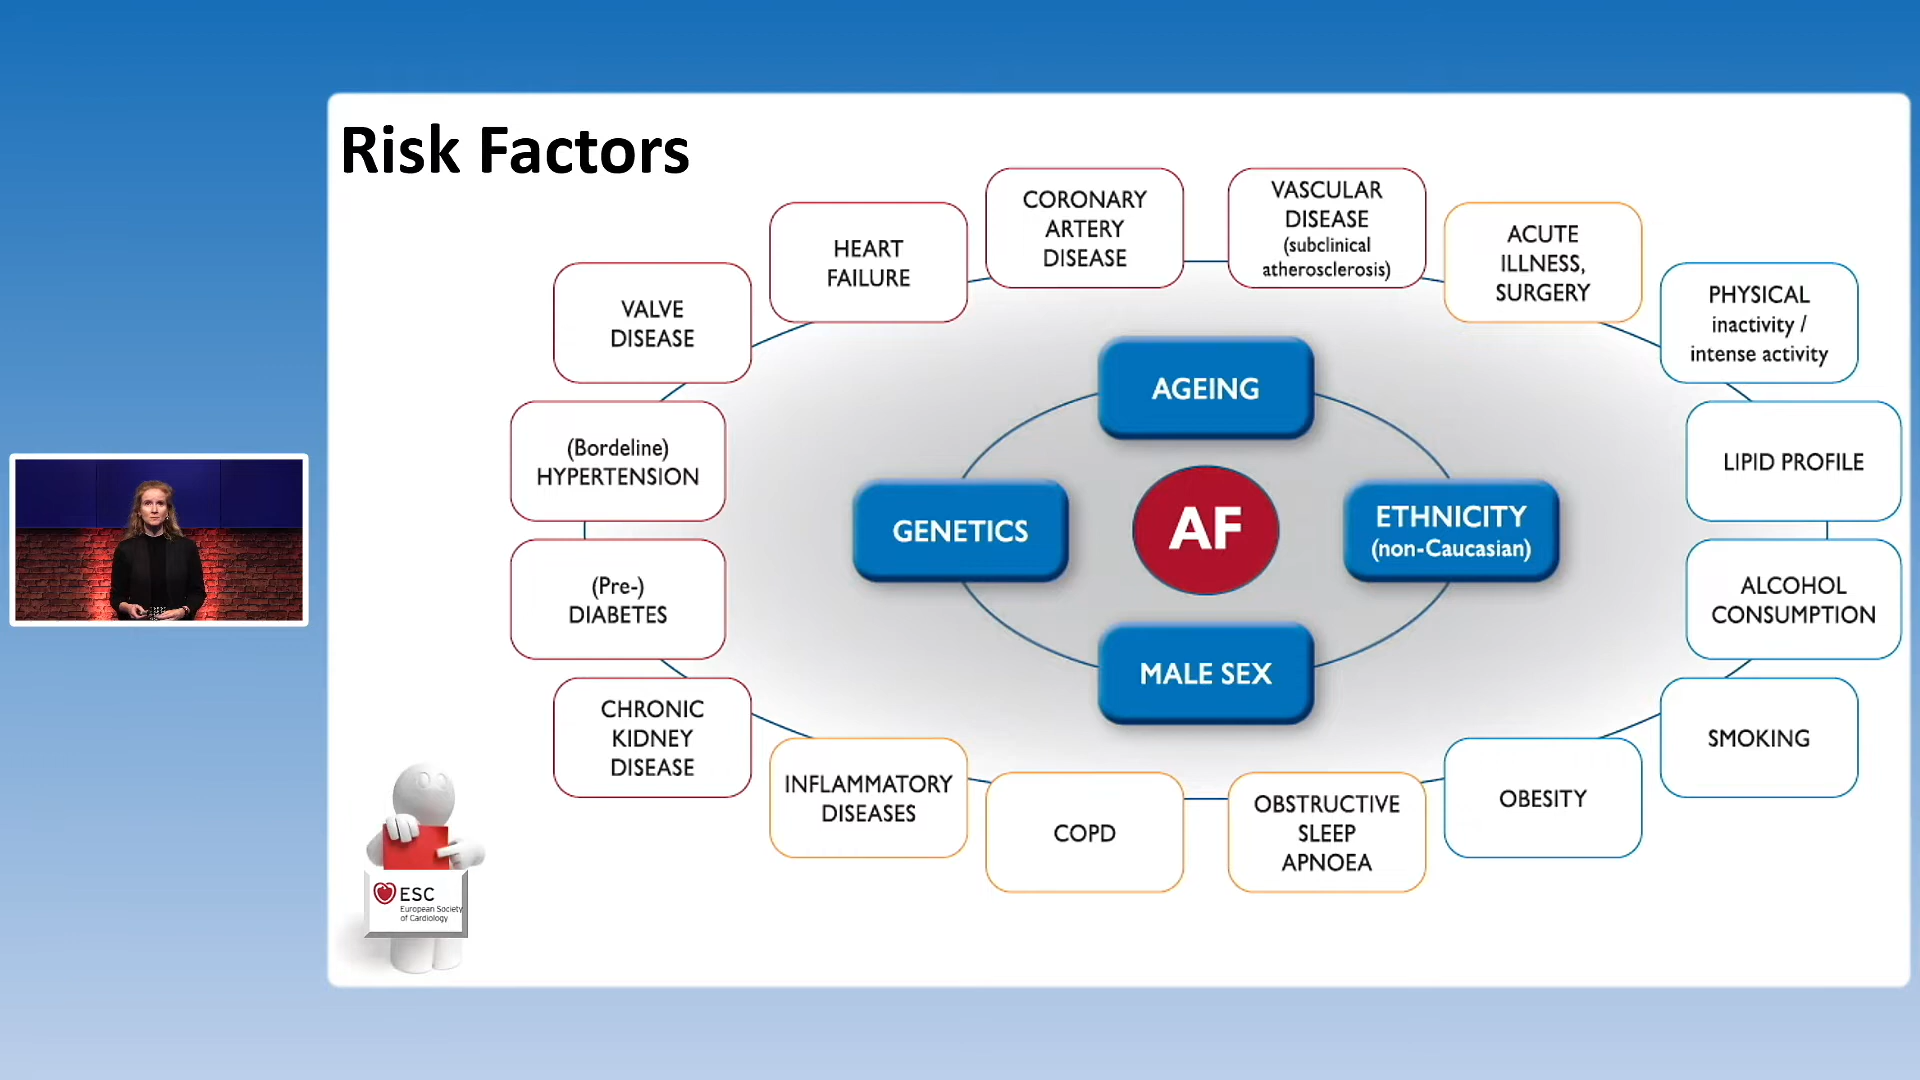 Risk Factors
CORONARY
ARTERY
DISEASE
VASCULAR
DISEASE
(subclinical
atherosclerosis)
HEART
FAILURE
ACUTE
ILLNESS,
SURGERY
VALVE
DISEASE
PHYSICAL
inactivity /
intense activity
AGEING
(Bordeline)
HYPERTENSION
LIPID PROFILE
GENETICS
AF
ETHNICITY
(non-Caucasian)
(Pre-)
DIABETES
ALCOHOL
CONSUMPTION
MALE SEX
CHRONIC
KIDNEY
DISEASE
SMOKING
INFLAMMATORY
DISEASES
COPD
OBSTRUCTIVE
SLEEP
APNOEA
OBESITY
ESC
European Society
of Cardiology